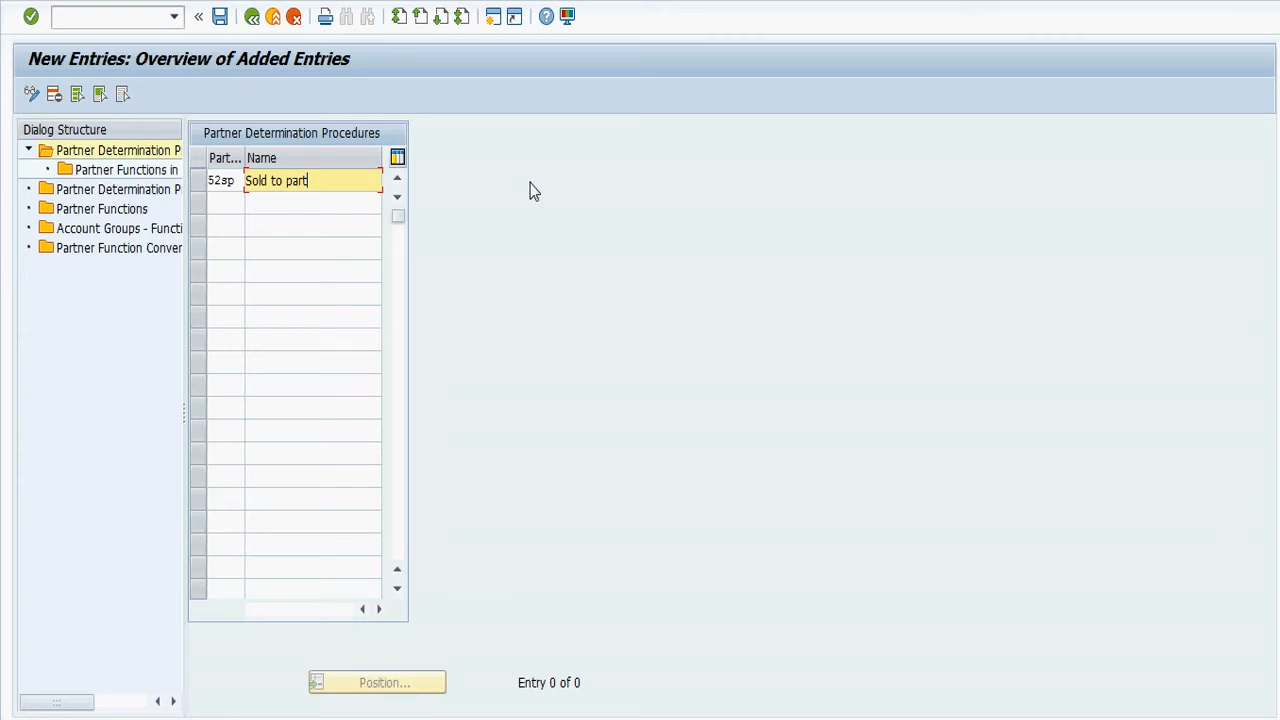 New Entries: Overview of Added Entries
Dialog Structure
Partner Determination P
Partner Functions in
Partner Determination P
Partner Functions
Account Groups - Functi
Partner Function Conver
Partner Determination Procedures
Part... Name
52sp Sold to part
Position...
Entry 0 of 0